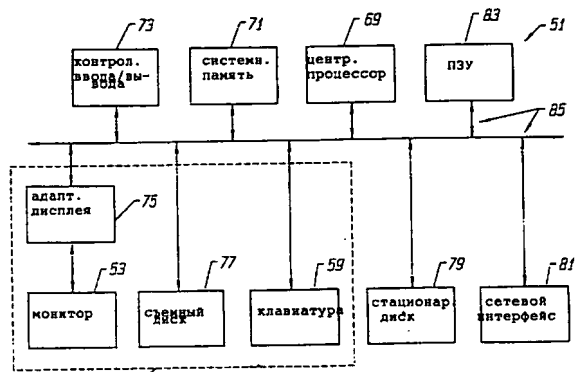 73
71
69
83
51
контрол.
ввода/вы-
вода
системн.
память
центр.
процессор
ПЗУ
85
адапт.
дисплея
75
53
77
59
79
81
монитор
съемный
диск
клавиатура
стационар
диск
сетевой
интерфейс